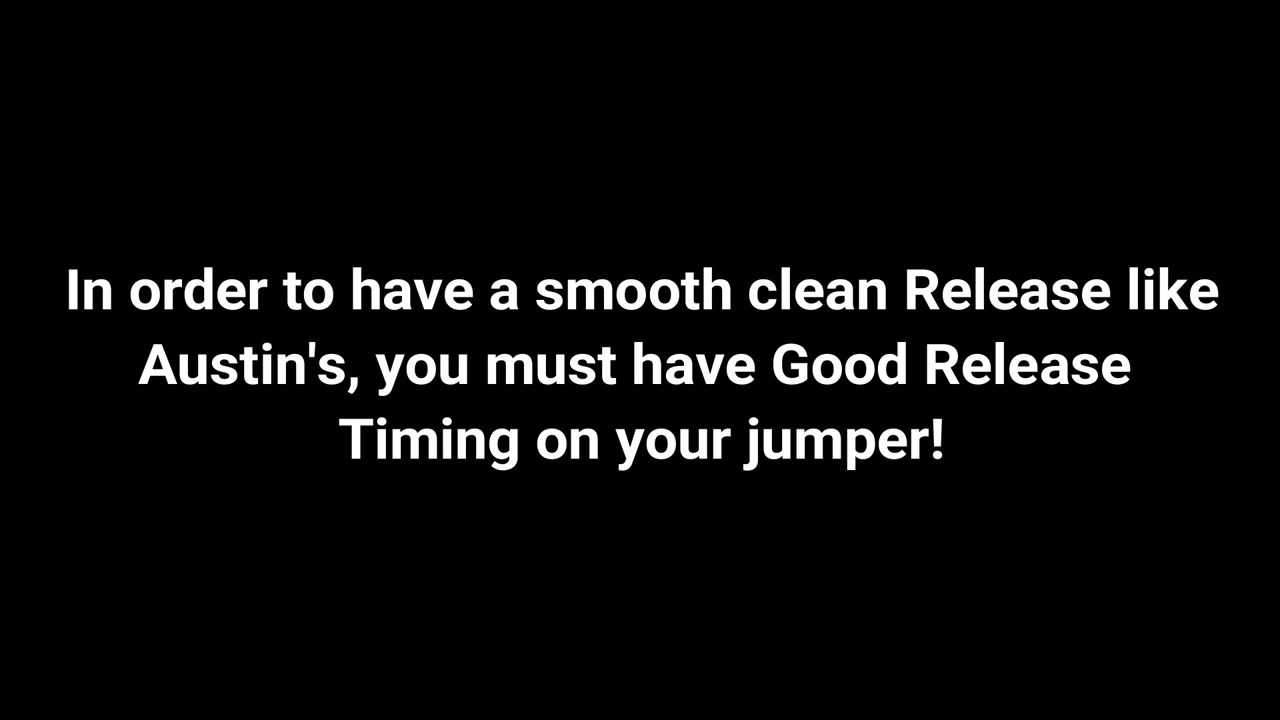 In order to have a smooth clean Release like
Austin's, you must have Good Release
Timing on your jumper!